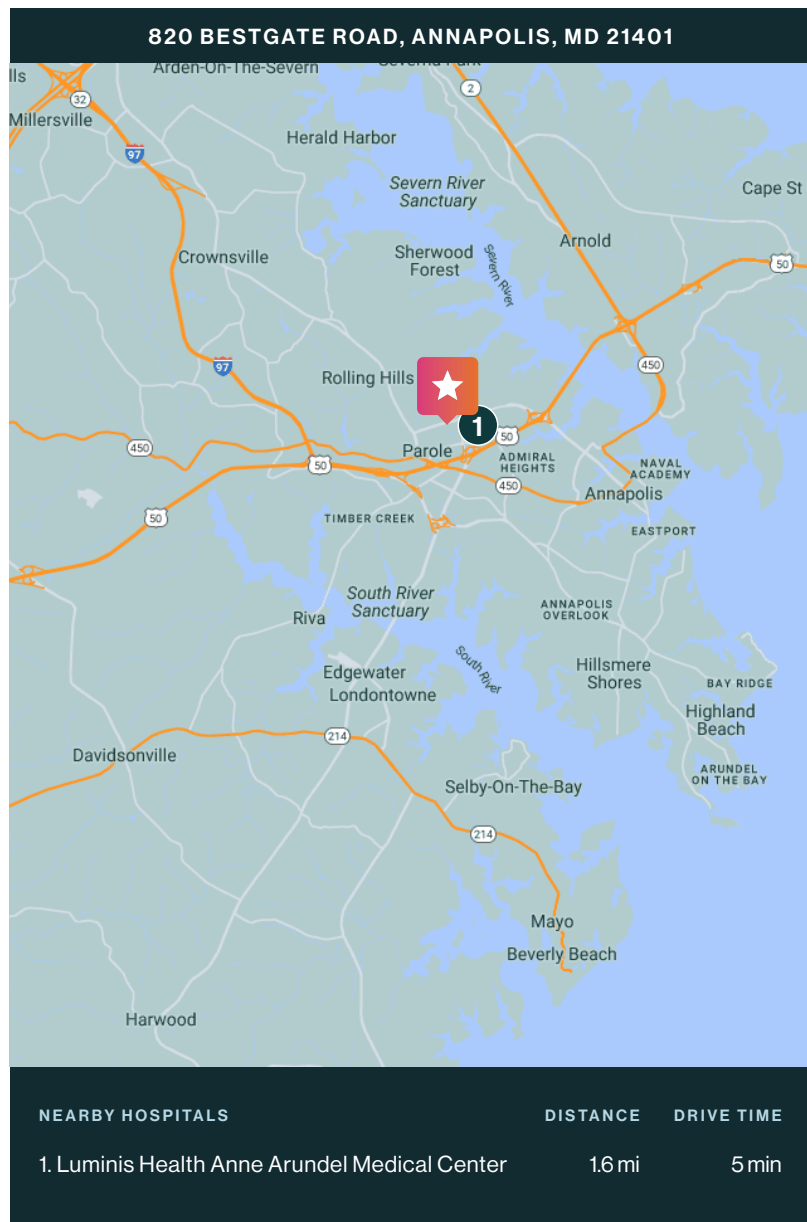 820 BESTGATE ROAD, ANNAPOLIS, MD 21401
lls
Arden-On-The-Severn
Severna Park
32
2
Millersville
Herald Harbor
97
Severn River
Sanctuary
Cape St
Arnold
Crownsville
Sherwood
Forest
Severn River
50
97
450
Rolling Hills
1
50
450
Parole
50
ADMIRAL
HEIGHTS
NAVAL
ACADEMY
450
Annapolis
50
TIMBER CREEK
EASTPORT
South River
Sanctuary
ANNAPOLIS
OVERLOOK
Riva
South River
Edgewater
Hillsmere
Shores
BAY RIDGE
Londontowne
Highland
Beach
214
Davidsonville
ARUNDEL
ON THE BAY
Selby-On-The-Bay
214
Mayo
Beverly Beach
Harwood
NEARBY HOSPITALS DISTANCE DRIVE TIME
1. Luminis Health Anne Arundel Medical Center 1.6 mi 5 min